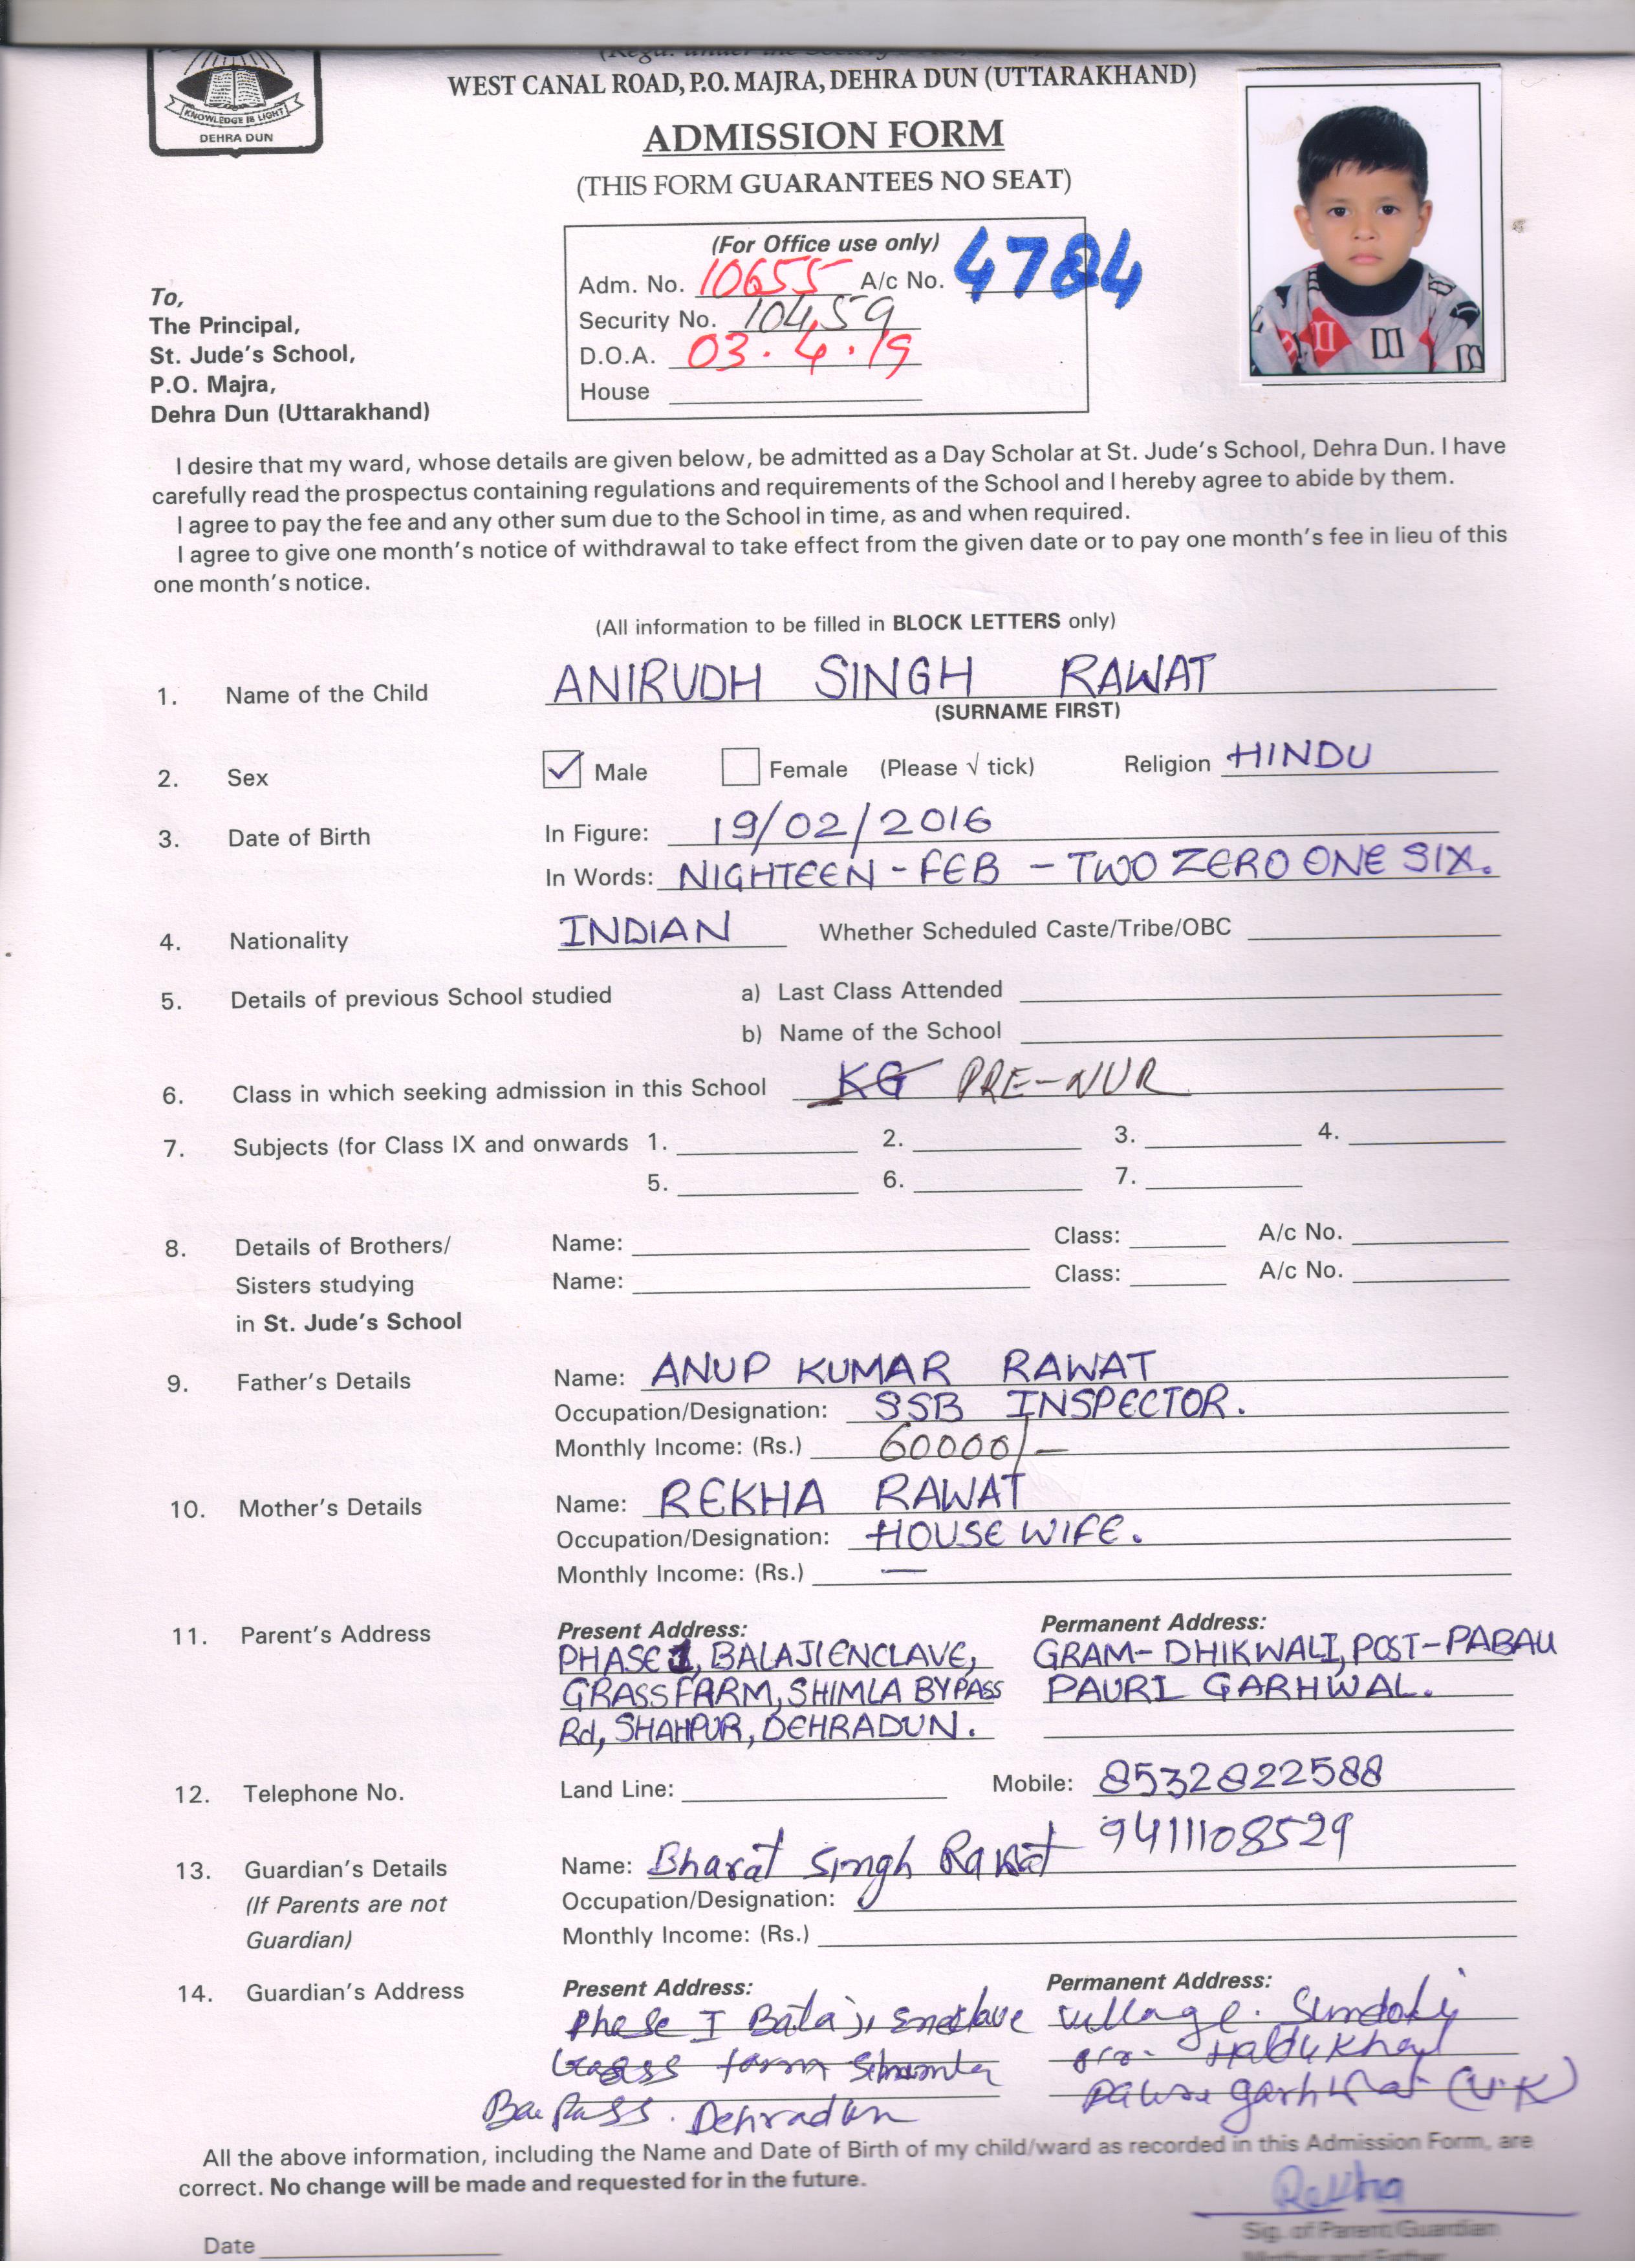 KNOWLEDGE IS LIGHT
DEHRA DUN
WEST CANAL ROAD, P.O. MAJRA, DEHRA DUN (UTTARAKHAND)
ADMISSION FORM
(THIS FORM GUARANTEES NO SEAT)
(For Office use only)
Adm. No. 10655 A/c No. 4784
Security No. 10459
D.O.A. 03.4.19
House
To,
The Principal,
St. Jude's School,
P.O. Majra,
Dehra Dun (Uttarakhand)
I desire that my ward, whose details are given below, be admitted as a Day Scholar at St. Jude's School, Dehra Dun. I have
carefully read the prospectus containing regulations and requirements of the School and I hereby agree to abide by them.
I agree to pay the fee and any other sum due to the School in time, as and when required.
I agree to give one month's notice of withdrawal to take effect from the given date or to pay one month's fee in lieu of this
one month's notice.
(All information to be filled in BLOCK LETTERS only)
1. Name of the Child ANIRUDH SINGH RAWAT
(SURNAME FIRST)
2. Sex Male Female (Please √ tick) Religion HINDU
3. Date of Birth In Figure: 19/02/2016
In Words: NIGHTEEN - FEB - TWO ZERO ONE SIX.
4. Nationality INDIAN Whether Scheduled Caste/Tribe/OBC
5. Details of previous School studied a) Last Class Attended
b) Name of the School
6. Class in which seeking admission in this School KG PRE-NUR
7. Subjects (for Class IX and onwards 1. 2. 3. 4.
5. 6. 7.
8. Details of Brothers/ Name: Class: A/c No.
Sisters studying Name: Class: A/c No.
in St. Jude's School
9. Father's Details Name: ANUP KUMAR RAWAT
Occupation/Designation: SSB INSPECTOR.
Monthly Income: (Rs.) 60000/-
10. Mother's Details Name: REKHA RAWAT
Occupation/Designation: HOUSE WIFE.
Monthly Income: (Rs.) —
11. Parent's Address Present Address: Permanent Address:
PHASE 1, BALAJI ENCLAVE, GRAM- DHIKWALI, POST-PABAU
GRASS FARM, SHIMLA BYPASS PAURI GARHWAL.
Rd, SHAHPUR, DEHRADUN.
12. Telephone No. Land Line: Mobile: 8532822588
9411108529
13. Guardian's Details Name: Bharat Singh Rawat
(If Parents are not Occupation/Designation:
Guardian) Monthly Income: (Rs.)
14. Guardian's Address Present Address: Permanent Address:
Phase I Balaji Enclave village.
Grass farm Shimla
Bai Pass. Dehradun Garhwal (U.K)
All the above information, including the Name and Date of Birth of my child/ward as recorded in this Admission Form, are
correct. No change will be made and requested for in the future.
Rekha
Sig. of Parent/Guardian
Date